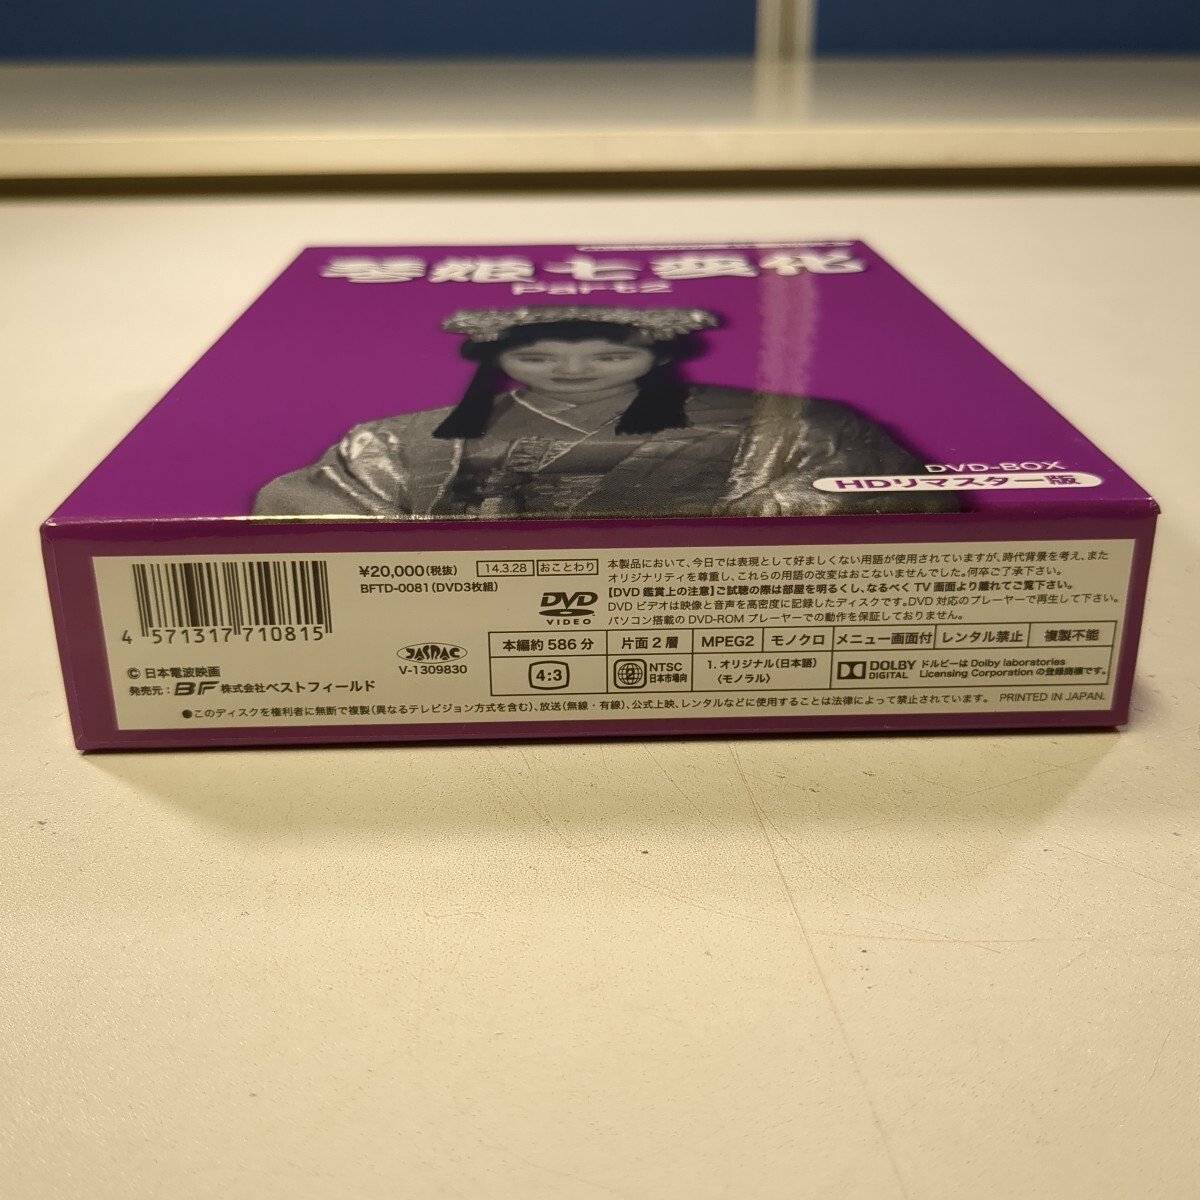 琴姫七変化
Part2
DVD-BOX
HDリマスター版
4 571317 710815
¥20,000(税抜)
14.3.28
おことわり
BFTD-0081(DVD3枚組)
本製品において、今日では表現として好ましくない用語が使用されていますが、時代背景を考え、また
オリジナリティを尊重し、これらの用語の改変はおこないませんでした。何卒ご了承下さい。
【DVD鑑賞上の注意】ご試聴の際は部屋を明るくし、なるべくTV画面より離れてご覧下さい。
DVDビデオは映像と音声を高密度に記録したディスクです。DVD対応のプレーヤーで再生して下さい。
パソコン搭載のDVD-ROMプレーヤーでの動作を保証しておりません。
DVD
VIDEO
JASRAC
V-1309830
© 日本電波映画
発売元: BF 株式会社ベストフィールド
本編約586分
片面2層
MPEG2
モノクロ
メニュー画面付
レンタル禁止
複製不能
4:3
2
NTSC
日本市場向
1. オリジナル(日本語)
(モノラル)
DOLBY
DIGITAL
ドルビーはDolby laboratories
Licensing Corporationの登録商標です。
●このディスクを権利者に無断で複製(異なるテレビジョン方式を含む)、放送(無線・有線)、公式上映、レンタルなどに使用することは法律によって禁止されています。 PRINTED IN JAPAN.